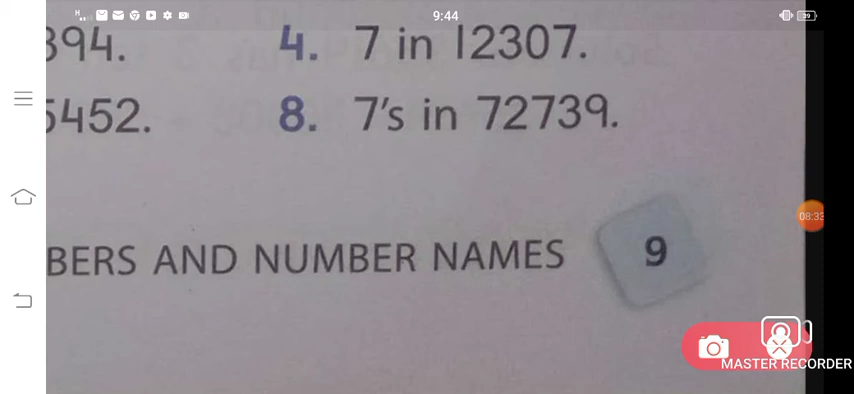 9:44
39
394. 4. 7 in 12307.
5452. 8. 7's in 72739.
08:33
BERS AND NUMBER NAMES 9
MASTER RECORDER